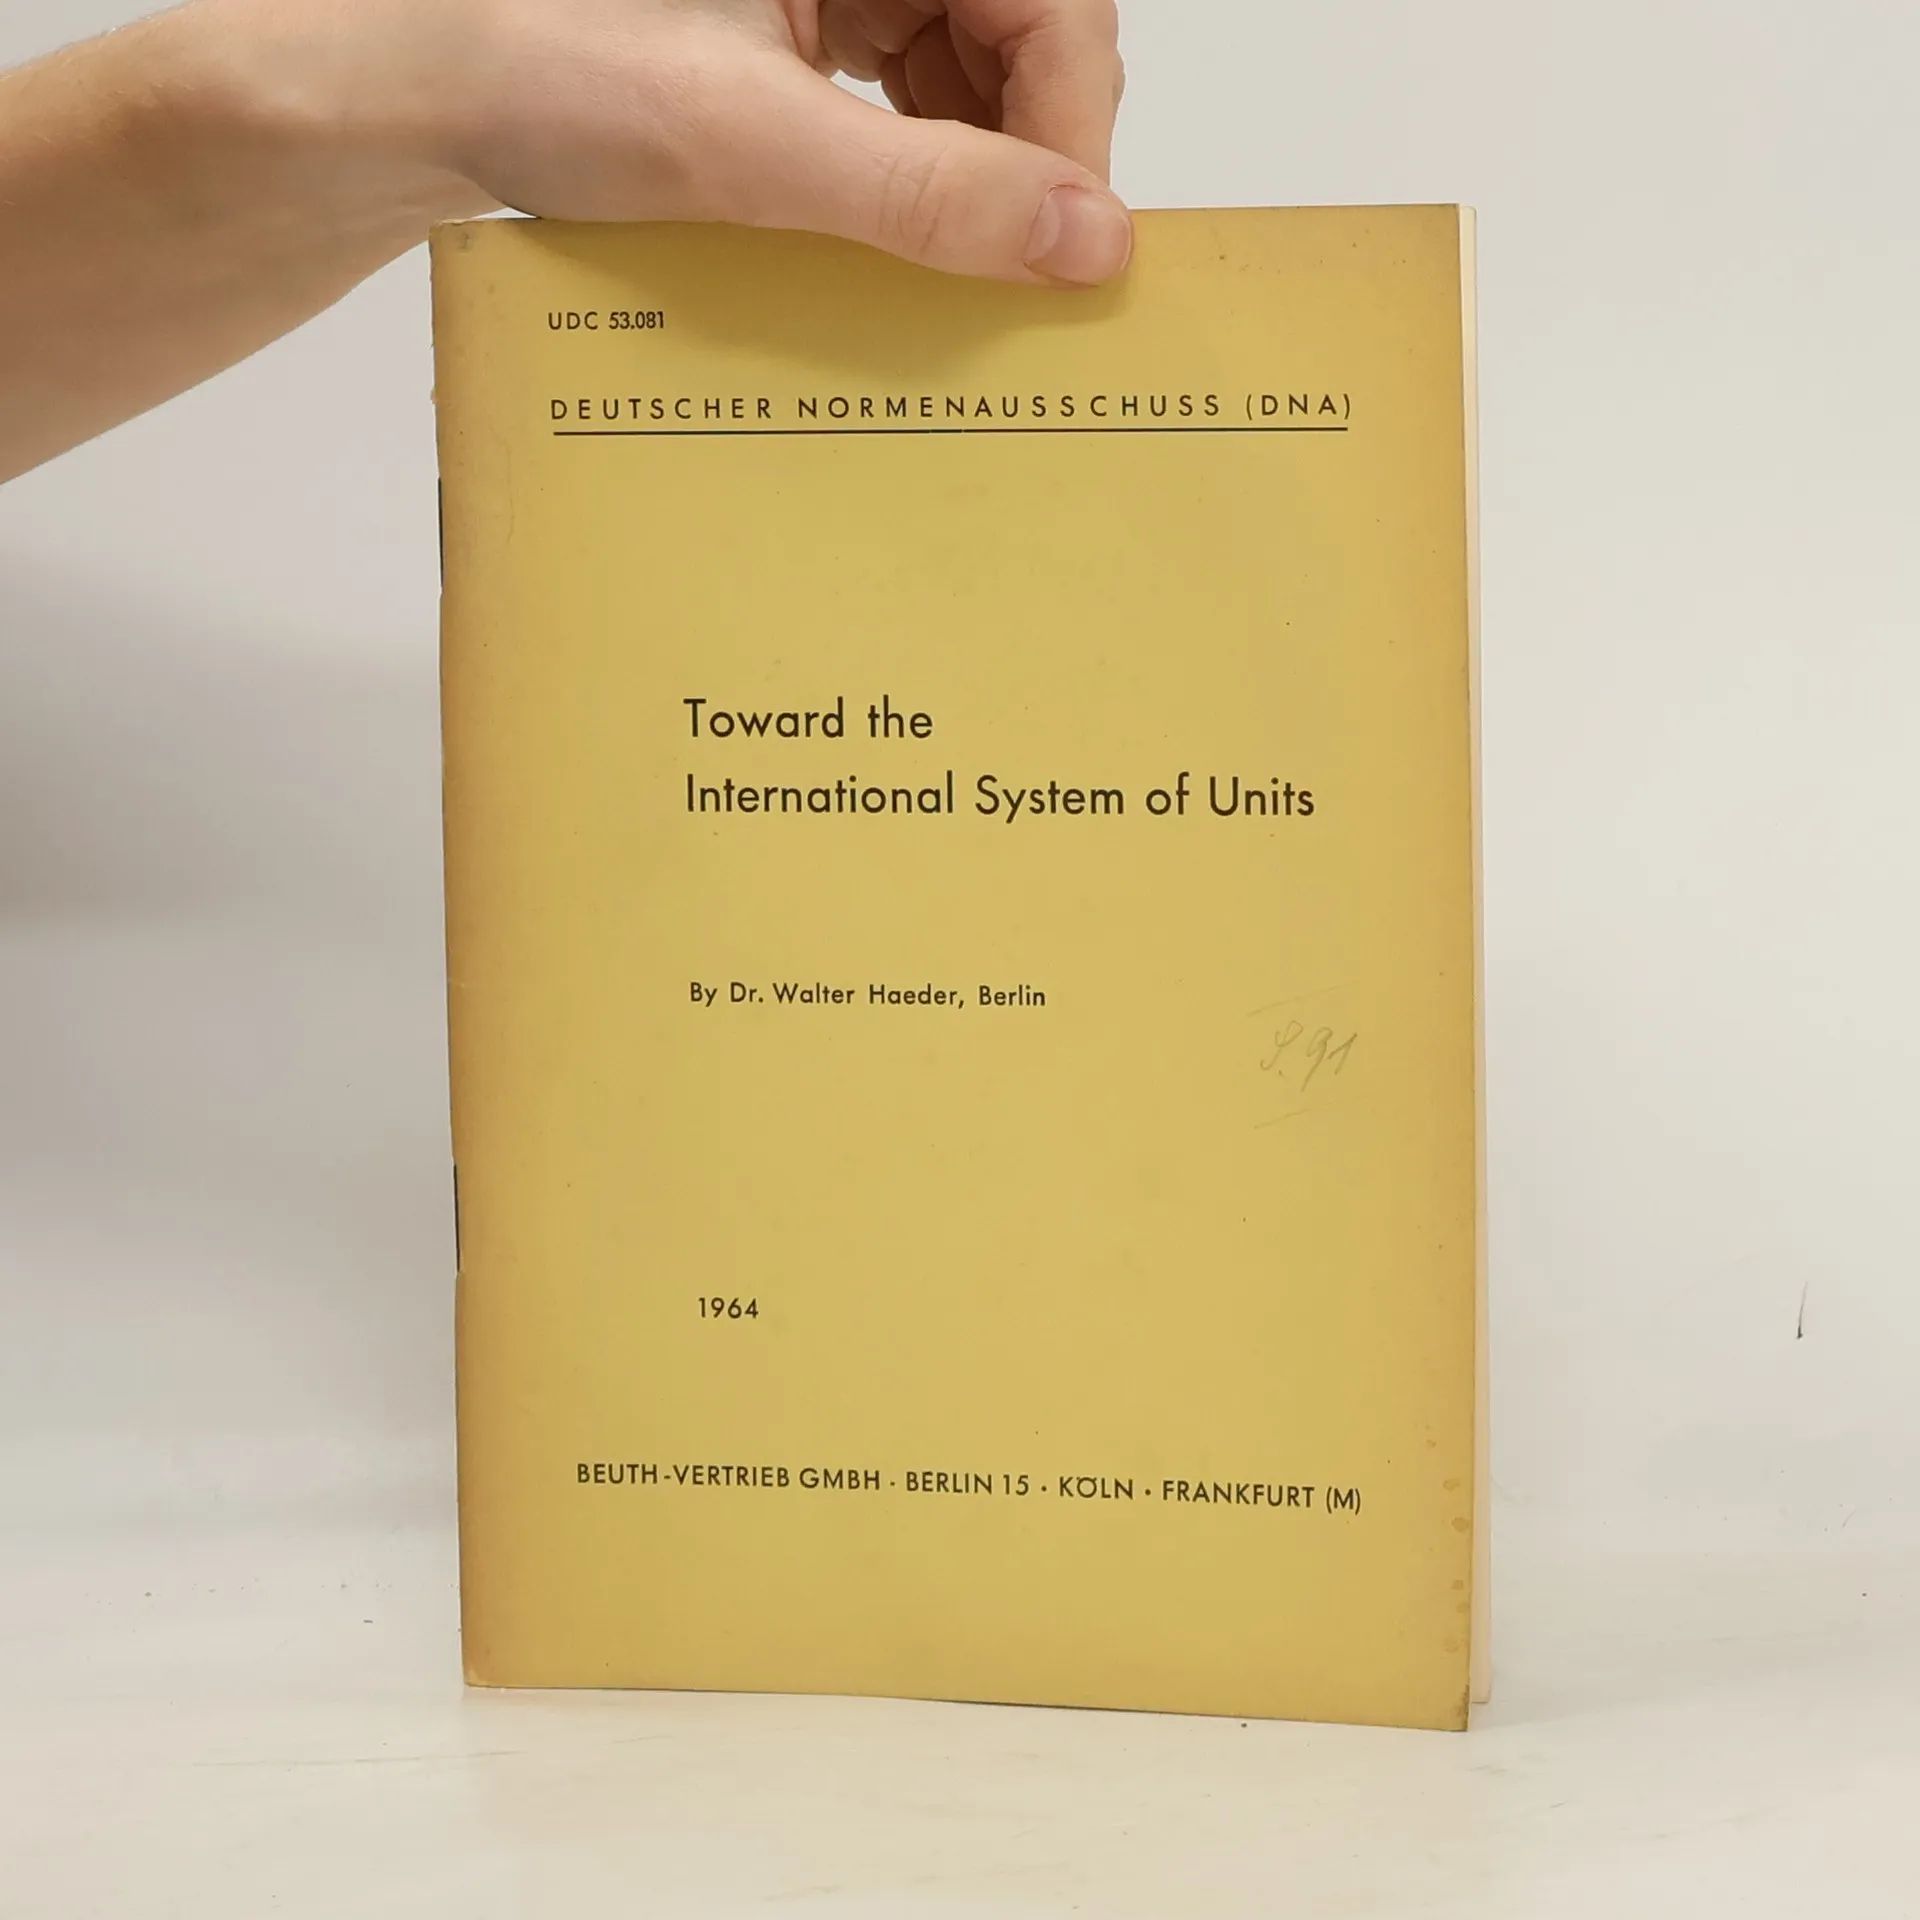 UDC 53.081
DEUTSCHER NORMENAUSSCHUSS (DNA)
Toward the
International System of Units
By Dr. Walter Haeder, Berlin
S. 91
1964
BEUTH-VERTRIEB GMBH · BERLIN 15 · KÖLN · FRANKFURT (M)